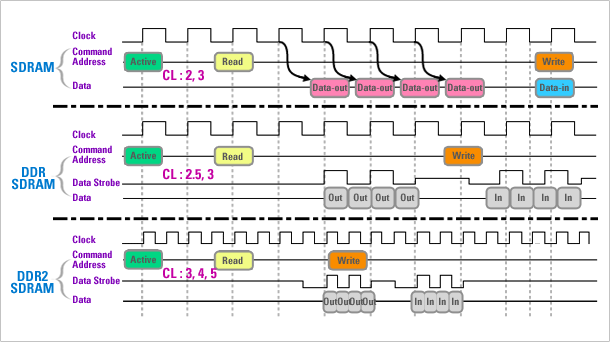 Clock
SDRAM
Command
Address
Active
Read
Write
CL : 2, 3
Data
Data-out
Data-out
Data-out
Data-out
Data-in
Clock
Command
Address
Active
Read
Write
DDR
SDRAM
CL : 2.5, 3
Data Strobe
Data
Out
Out
Out
Out
In
In
In
In
Clock
Command
Address
Active
Read
Write
DDR2
SDRAM
CL : 3, 4, 5
Data Strobe
Data
Out
Out
Out
Out
In
In
In
In